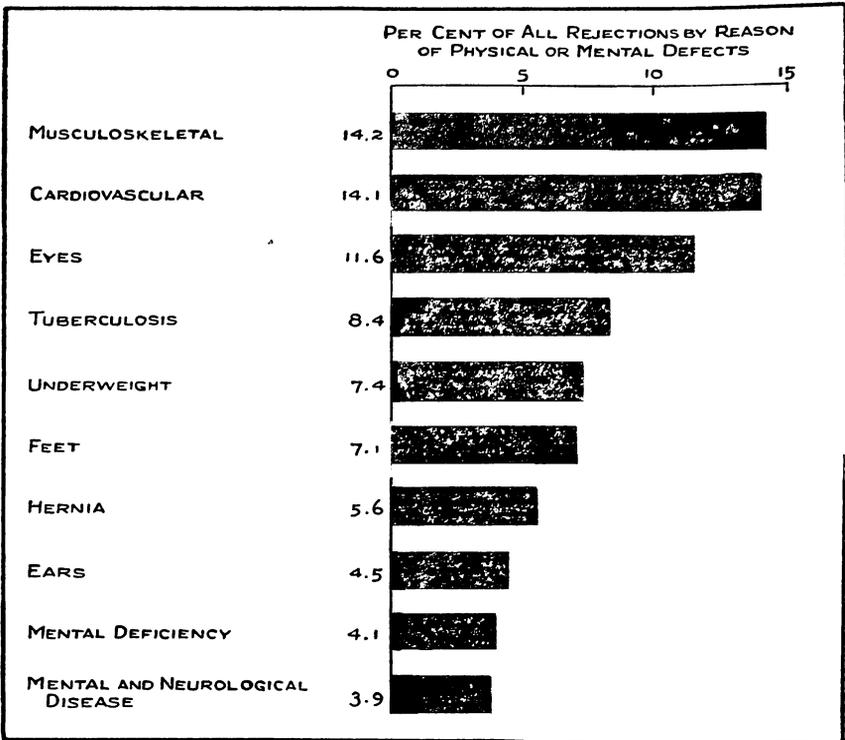 PER CENT OF ALL REJECTIONS BY REASON
OF PHYSICAL OR MENTAL DEFECTS
0 5 10 15
MUSCULOSKELETAL 14.2
CARDIOVASCULAR 14.1
EYES 11.6
TUBERCULOSIS 8.4
UNDERWEIGHT 7.4
FEET 7.1
HERNIA 5.6
EARS 4.5
MENTAL DEFICIENCY 4.1
MENTAL AND NEUROLOGICAL
DISEASE 3.9